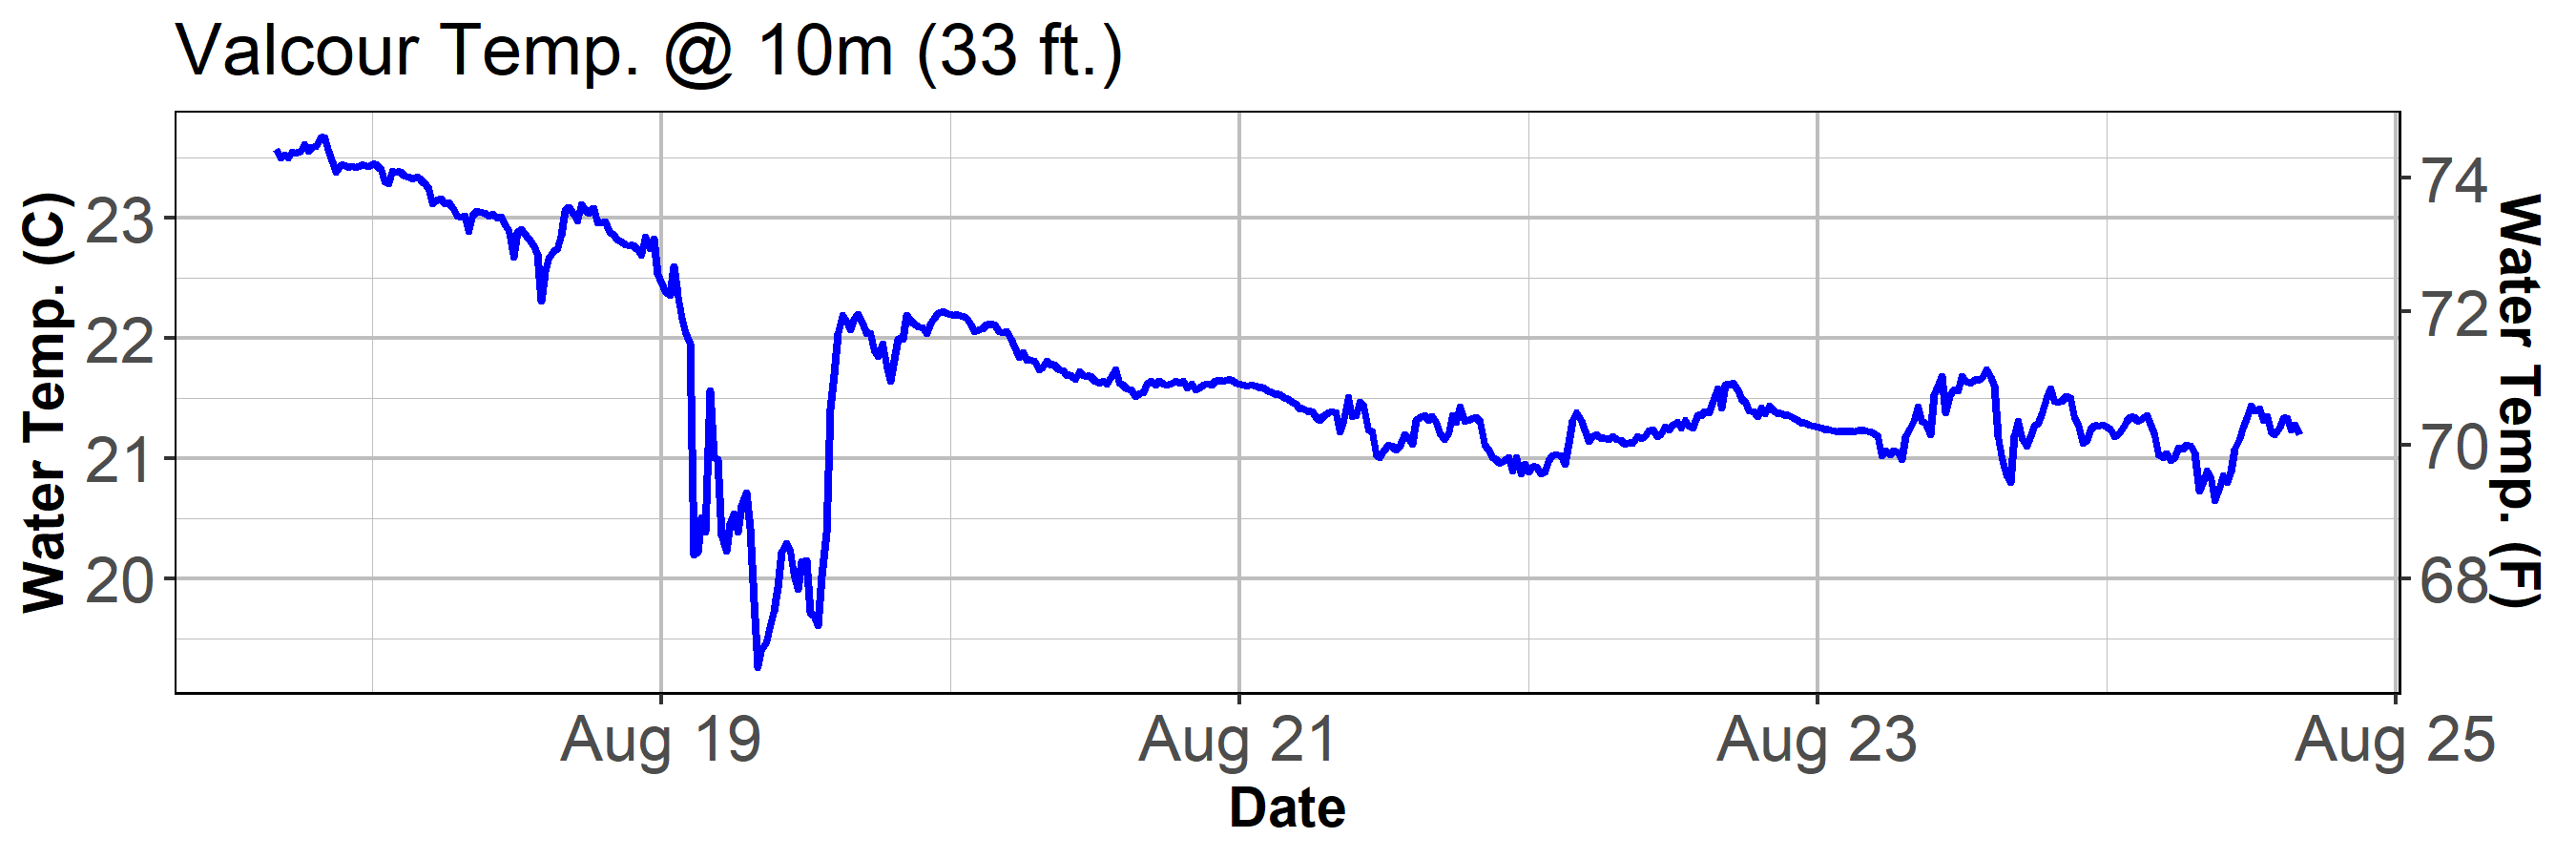 Valcour Temp. @ 10m (33 ft.)
Water Temp. (C)
23
22
21
20
74
72
70
68
Water Temp. (F)
Aug 19 Aug 21 Aug 23 Aug 25
Date